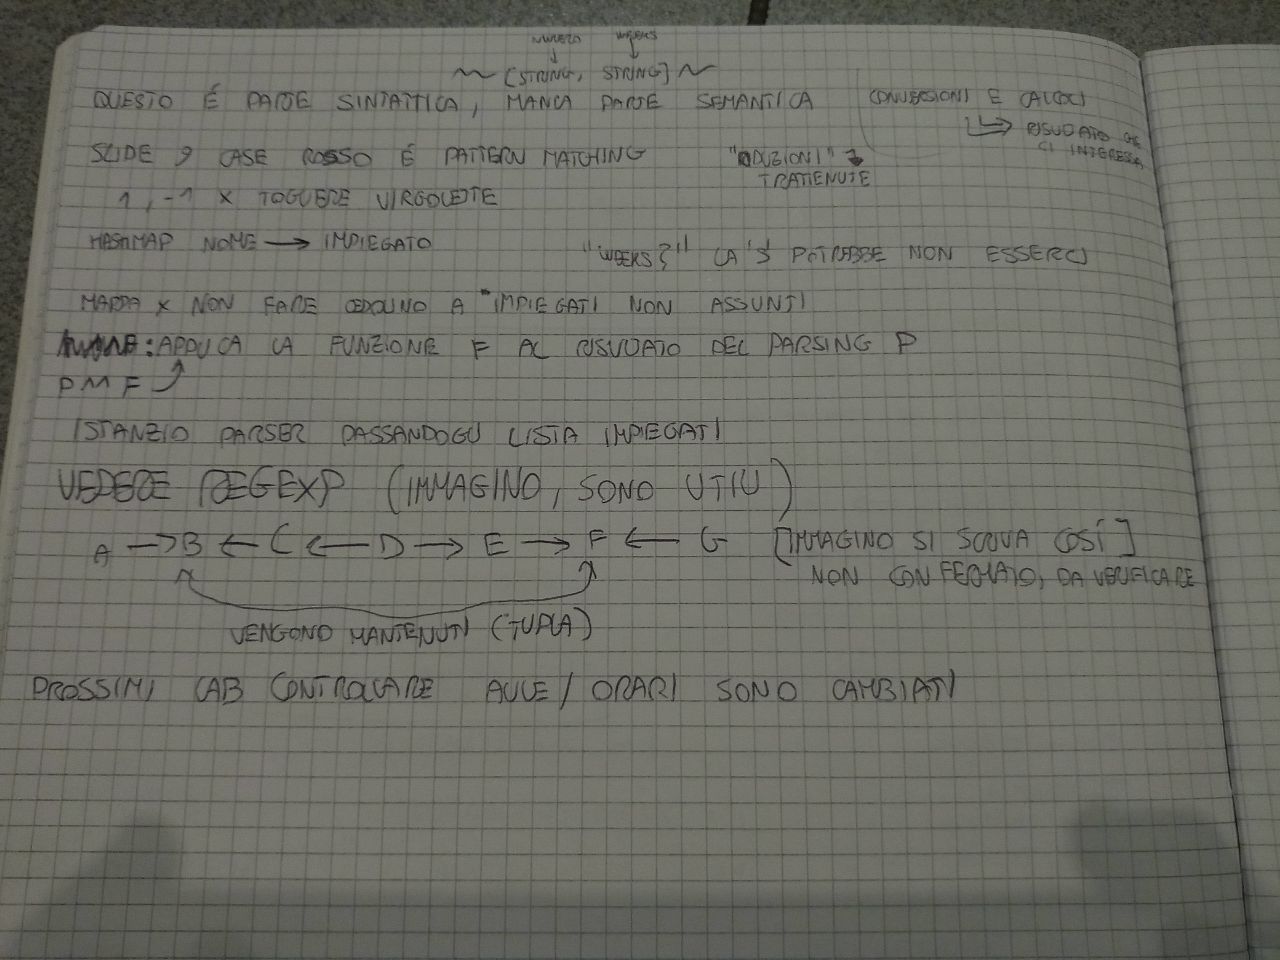 NUMERO WEEKS
~ [STRING, STRING] ~
QUESTO É PARTE SINTATTICA, MANCA PARTE SEMANTICA CONVERSIONI E CALCOLI
RISULTATO CHE
CI INTERESSA
SLIDE 9 CASE ROSSO É PATTERN MATCHING "DUZIONI"
TRATTENUTE
1, -1 X TOGLIERE VIRGOLETTE
HASHMAP NOME → IMPIEGATO
"WEEKS?" LA 'S' POTREBBE NON ESSERCI
MAPPA X NON FARE CEDOLINO A IMPIEGATI NON ASSUNTI
: APPLICA LA FUNZIONE F AL RISULTATO DEL PARSING P
P M F
ISTANZIO PARSER PASSANDOGLI LISTA IMPIEGATI
VEDERE REGEXP (IMMAGINO, SONO UTILI)
A → B ← C ← D → E → F ← G [IMMAGINO SI SCRIVA COSÍ]
NON CONFERMATO, DA VERIFICARE
VENGONO MANTENUTI (TUPLA)
PROSSIMI LAB CONTROLLARE AULE / ORARI SONO CAMBIATI